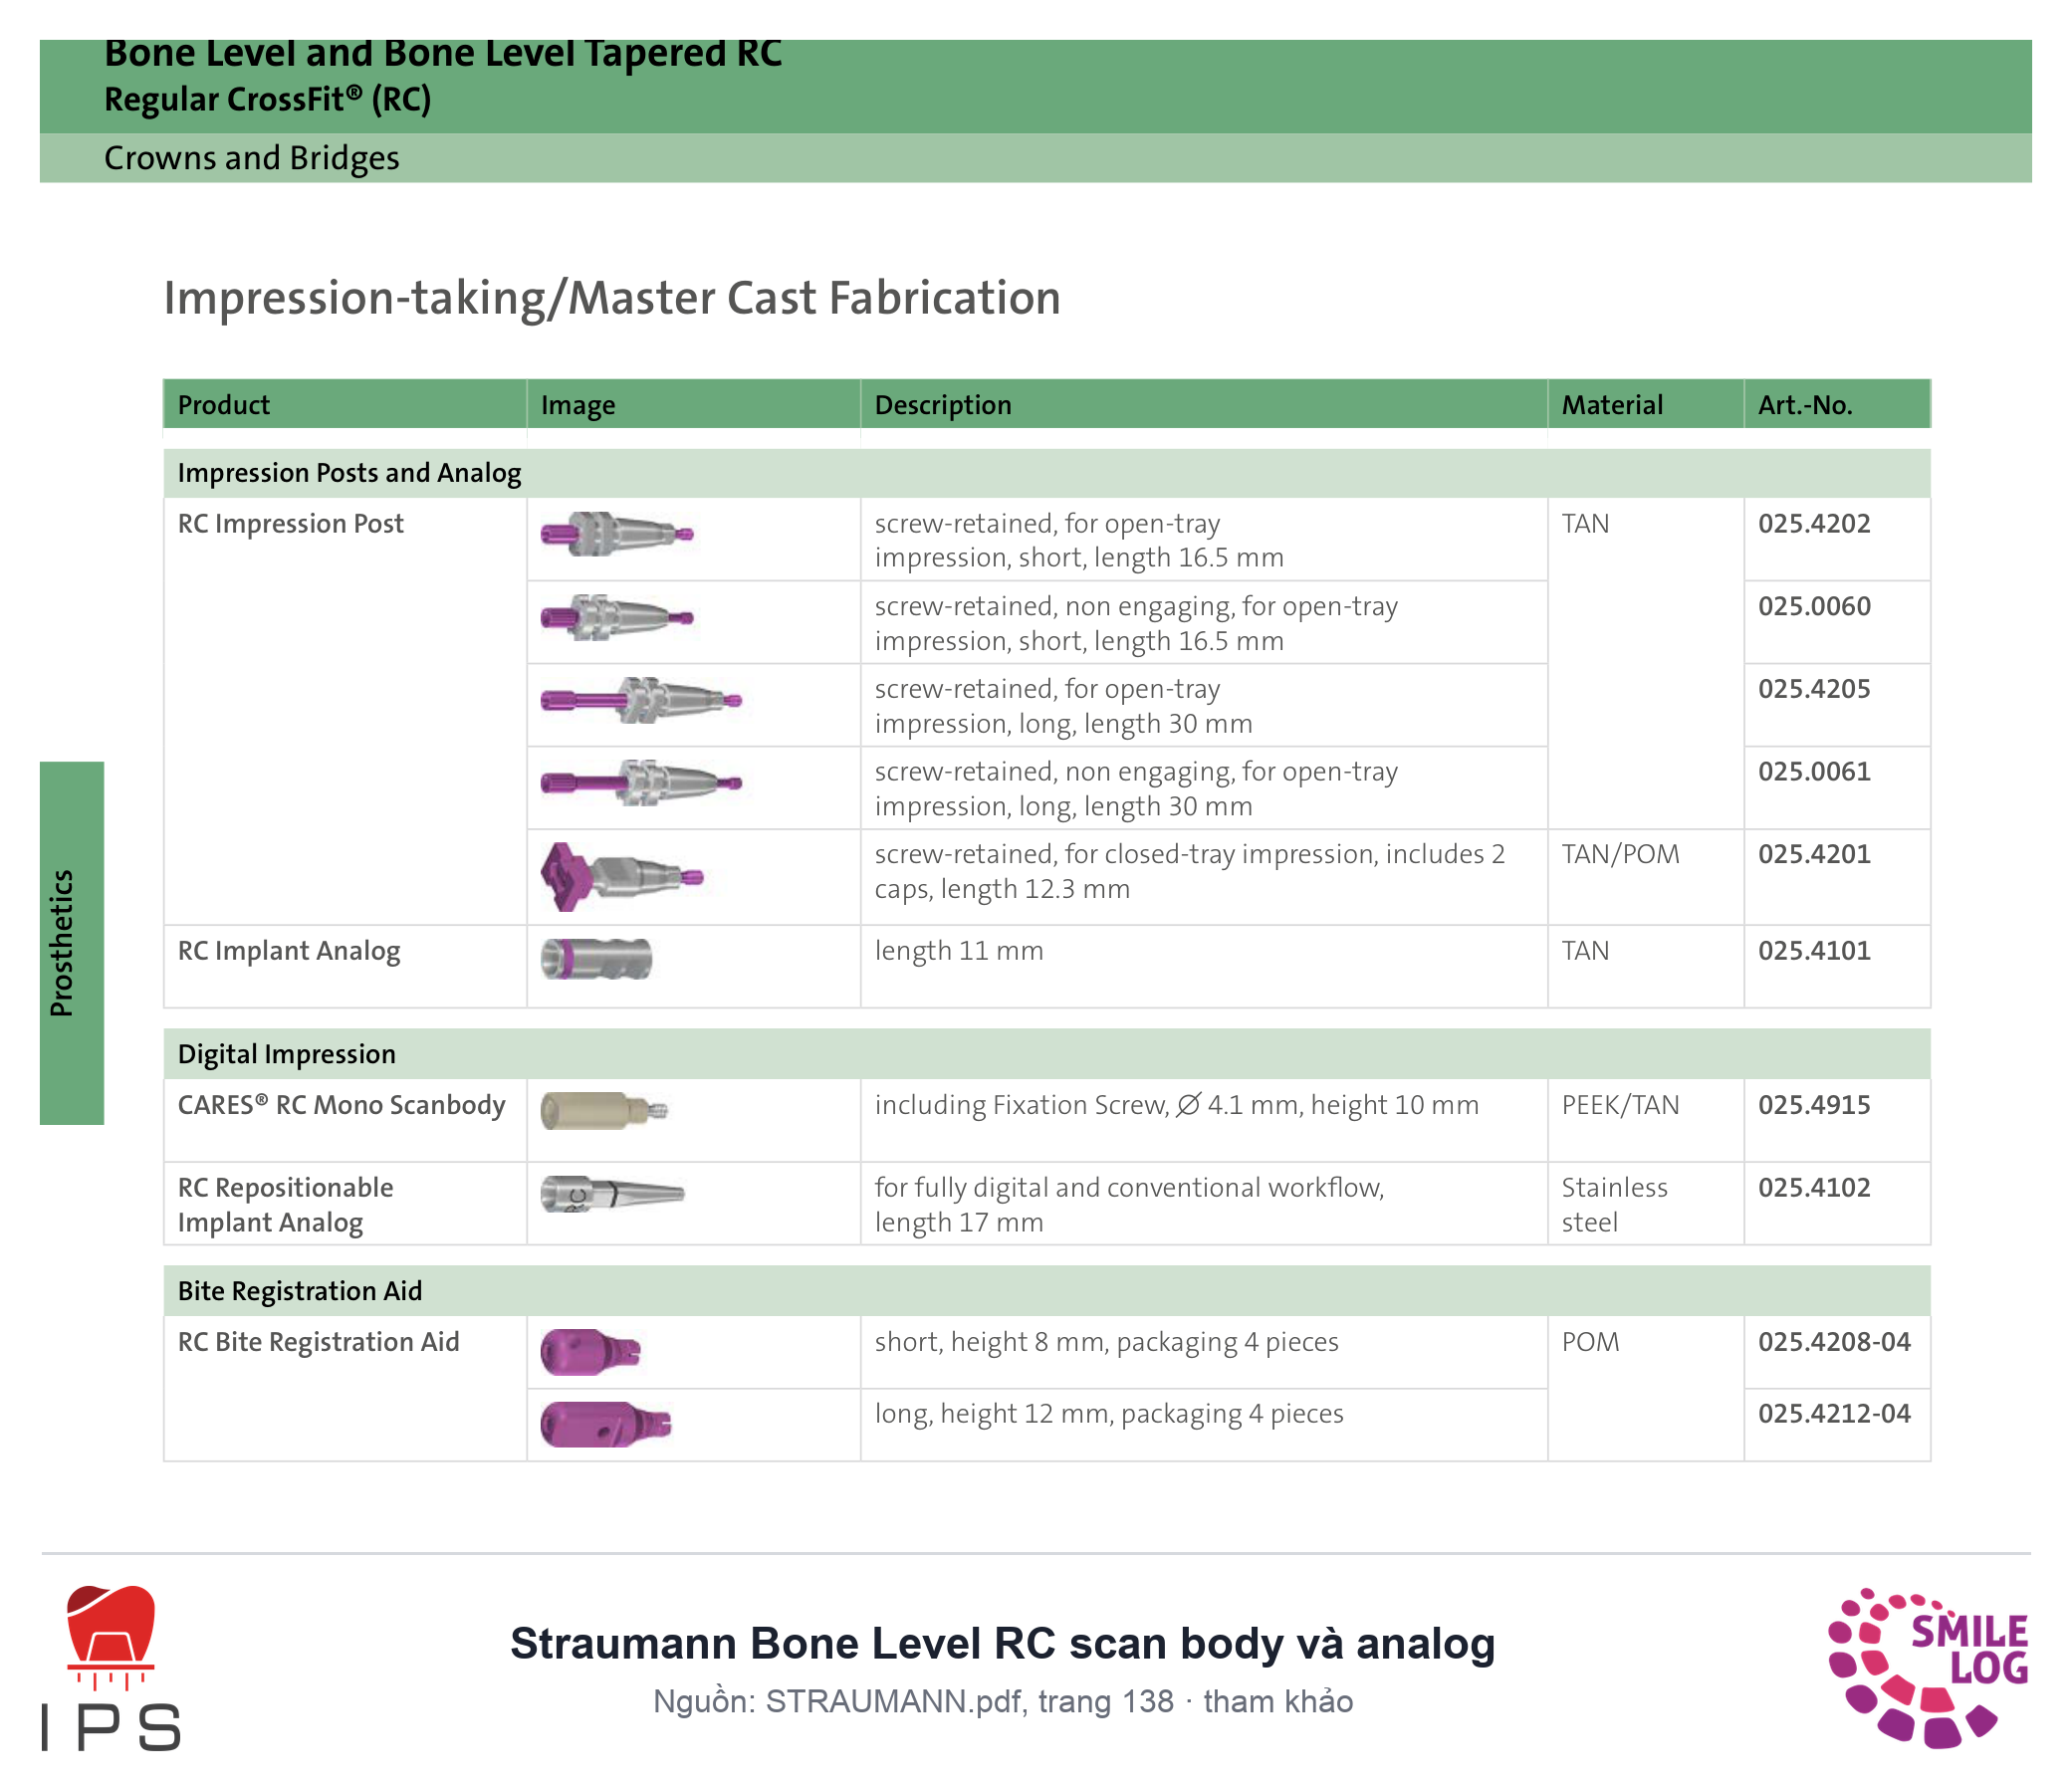 Bone Level and Bone Level Tapered RC
Regular CrossFit® (RC)
Crowns and Bridges
Impression-taking/Master Cast Fabrication
Product Image Description Material Art.-No.
Impression Posts and Analog
RC Impression Post screw-retained, for open-tray TAN 025.4202
impression, short, length 16.5 mm
screw-retained, non engaging, for open-tray 025.0060
impression, short, length 16.5 mm
screw-retained, for open-tray 025.4205
impression, long, length 30 mm
screw-retained, non engaging, for open-tray 025.0061
impression, long, length 30 mm
screw-retained, for closed-tray impression, includes 2 TAN/POM 025.4201
caps, length 12.3 mm
RC Implant Analog length 11 mm TAN 025.4101
Digital Impression
CARES® RC Mono Scanbody including Fixation Screw, Ø 4.1 mm, height 10 mm PEEK/TAN 025.4915
RC Repositionable RC for fully digital and conventional workflow, Stainless 025.4102
Implant Analog length 17 mm steel
Bite Registration Aid
RC Bite Registration Aid short, height 8 mm, packaging 4 pieces POM 025.4208-04
long, height 12 mm, packaging 4 pieces 025.4212-04
Prosthetics
IPS
Straumann Bone Level RC scan body và analog
Nguồn: STRAUMANN.pdf, trang 138 · tham khảo
SMILE
LOG